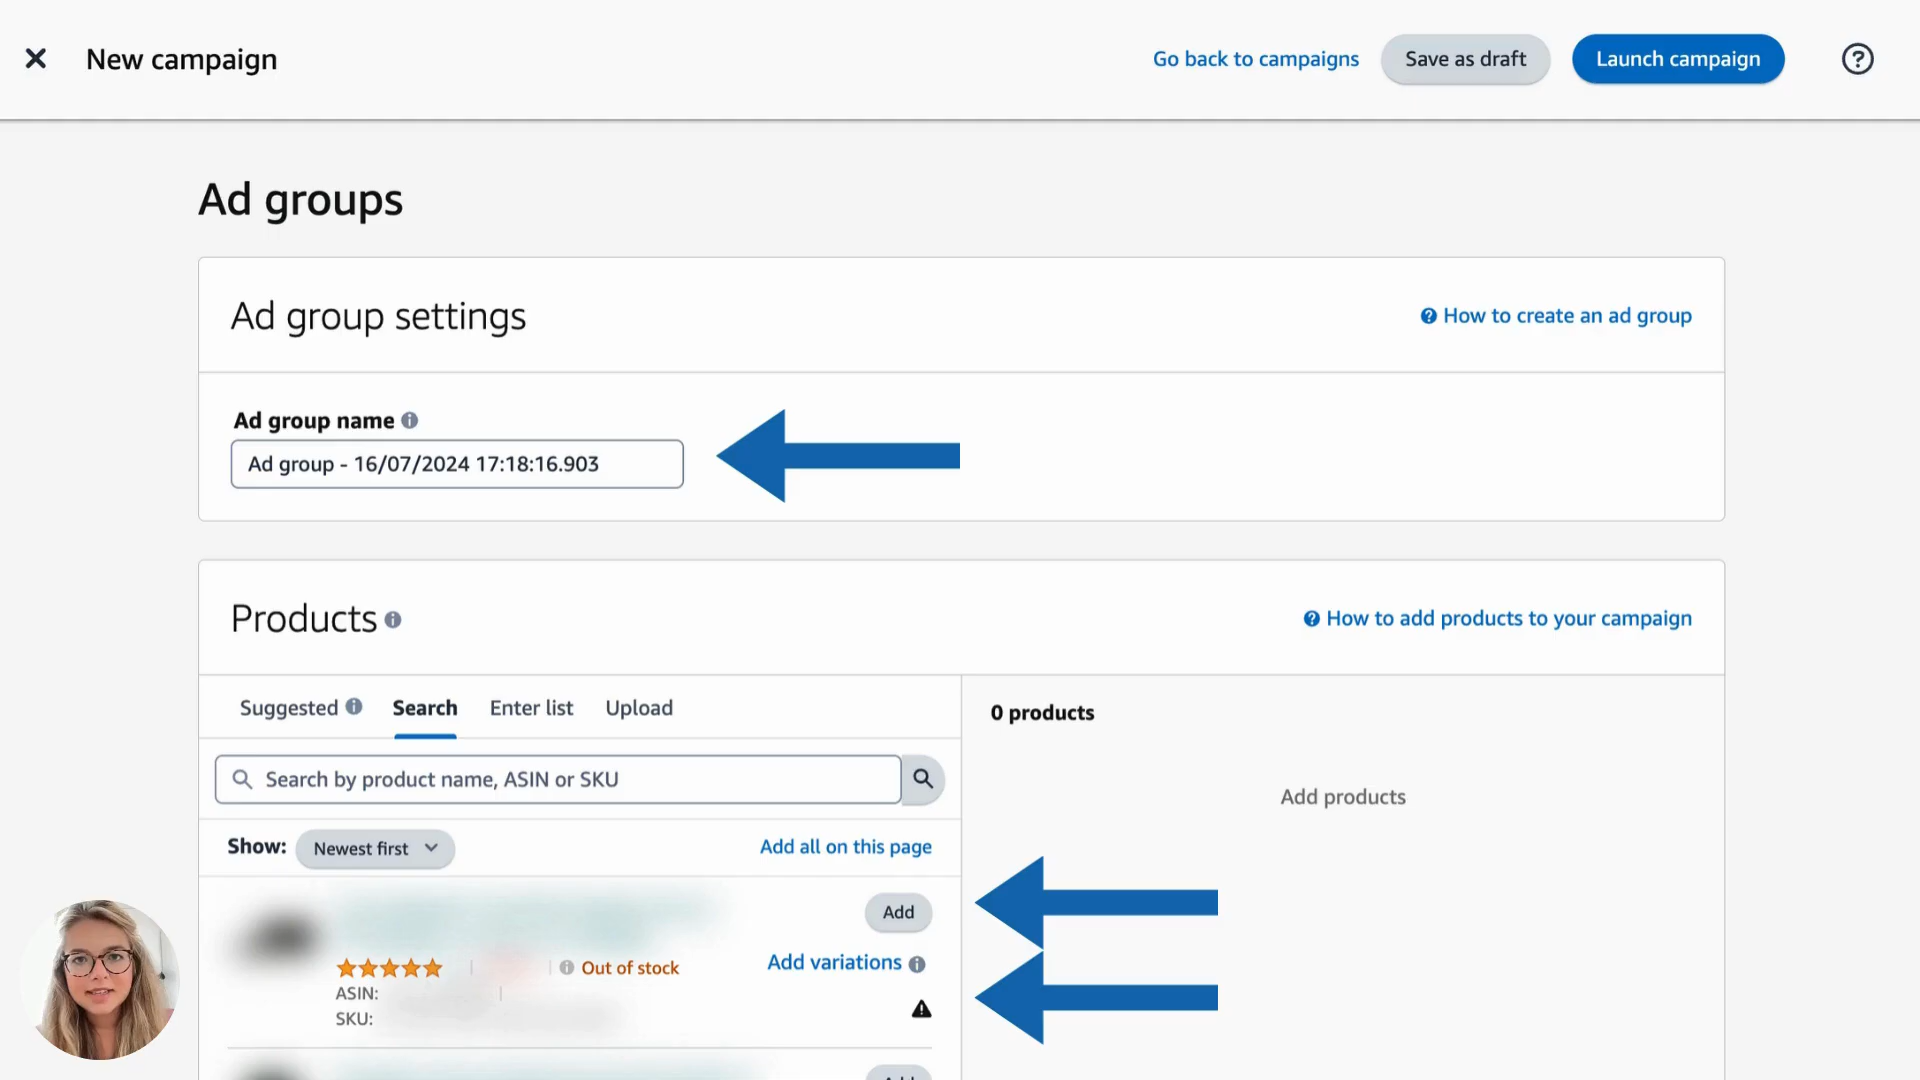 New campaign
Go back to campaigns
Save as draft
Launch campaign
Ad groups
Ad group settings
How to create an ad group
Ad group name
Ad group - 16/07/2024 17:18:16.903
Products
How to add products to your campaign
Suggested
Search
Enter list
Upload
0 products
Search by product name, ASIN or SKU
Add products
Show:
Newest first
Add all on this page
Add
Out of stock
Add variations
ASIN:
SKU: